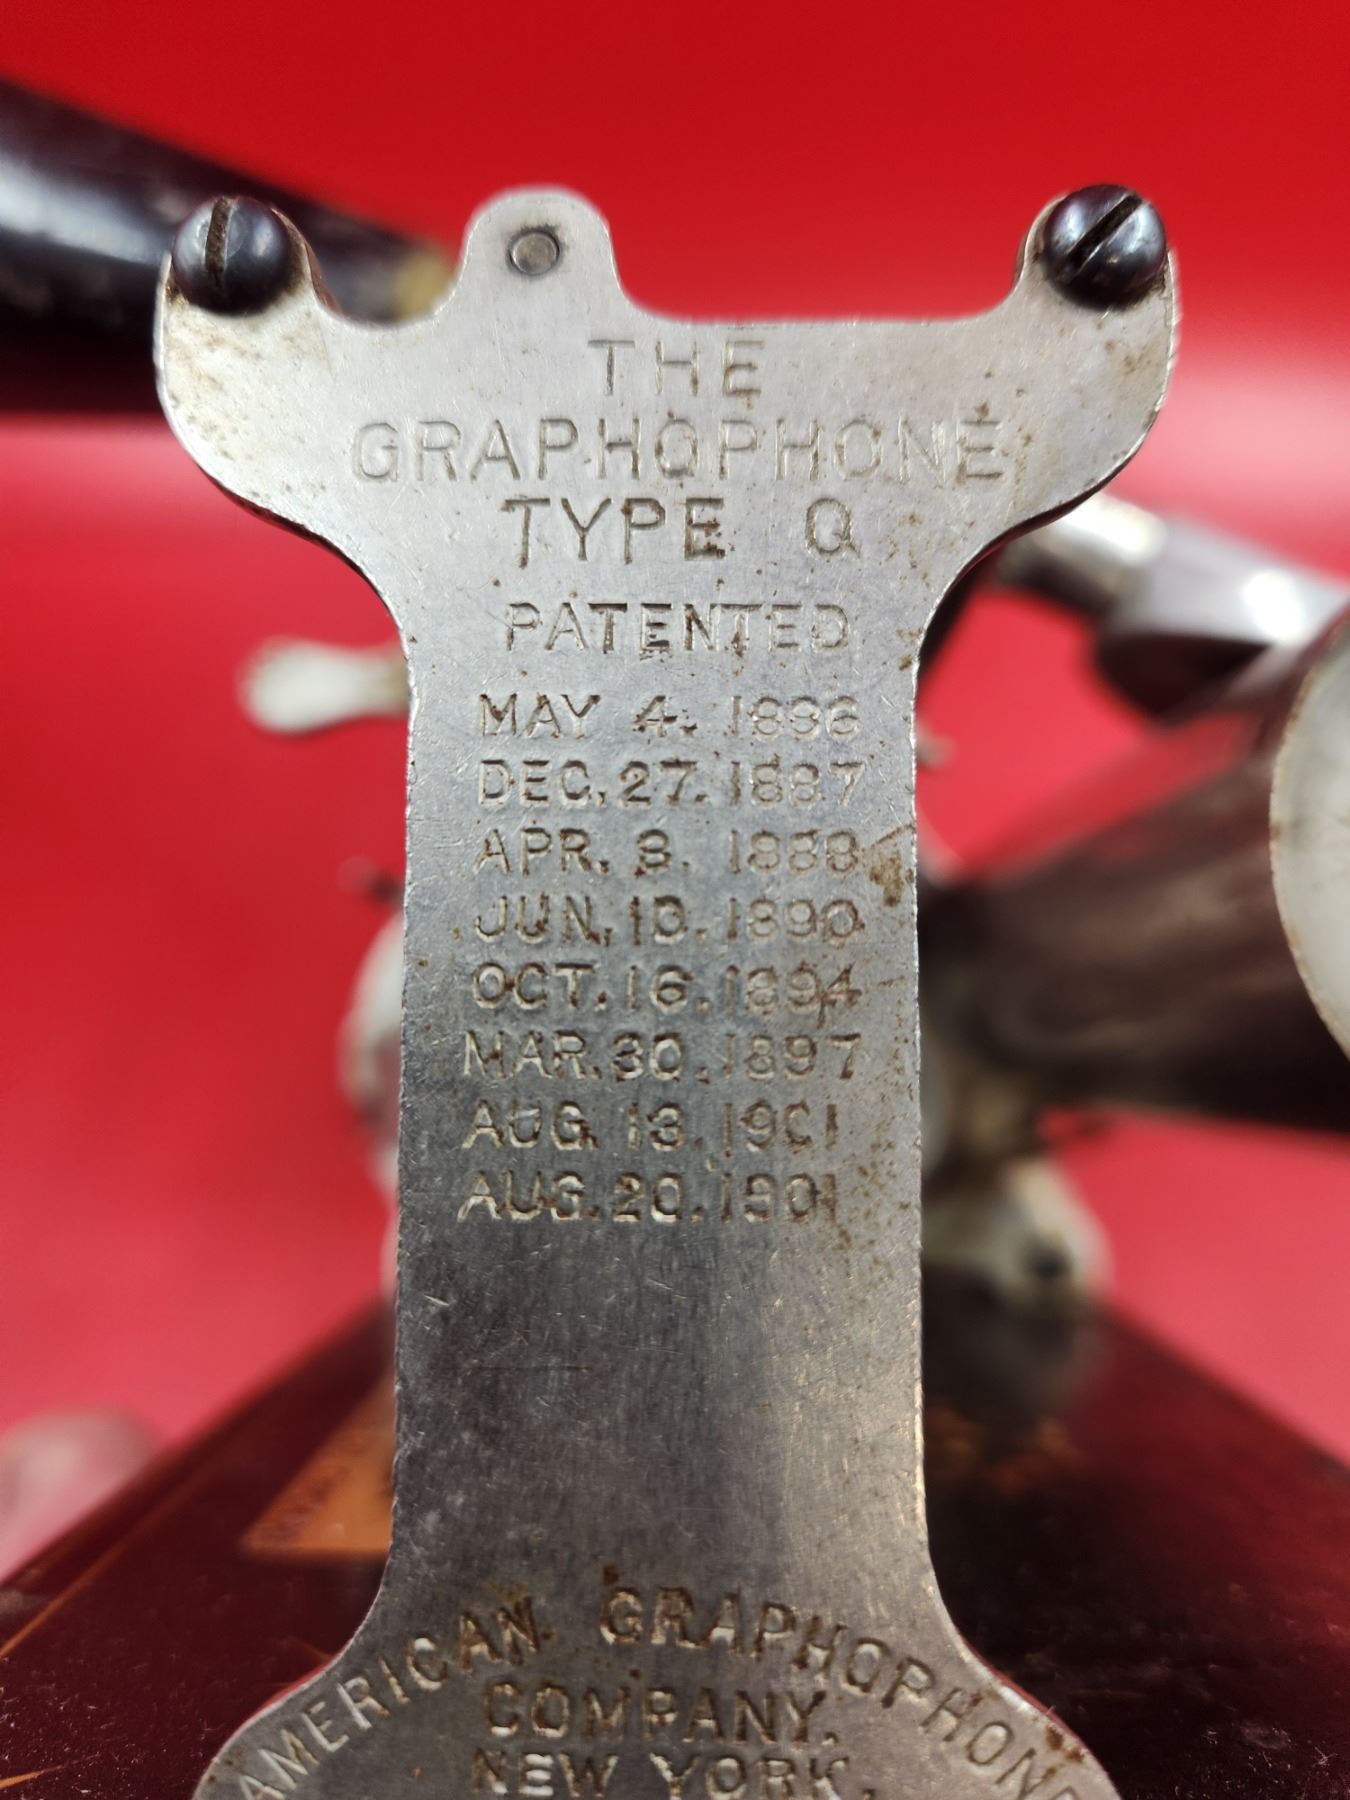 THE
GRAPHOPHONE
TYPE Q
PATENTED
MAY 4. 1886
DEC. 27. 1887
APR. 3. 1888
JUN. 10. 1890
OCT. 16. 1894
MAR. 30. 1897
AUG. 13. 1901
AUG. 20. 1901
AMERICAN GRAPHOPHONE
COMPANY.
NEW YORK.